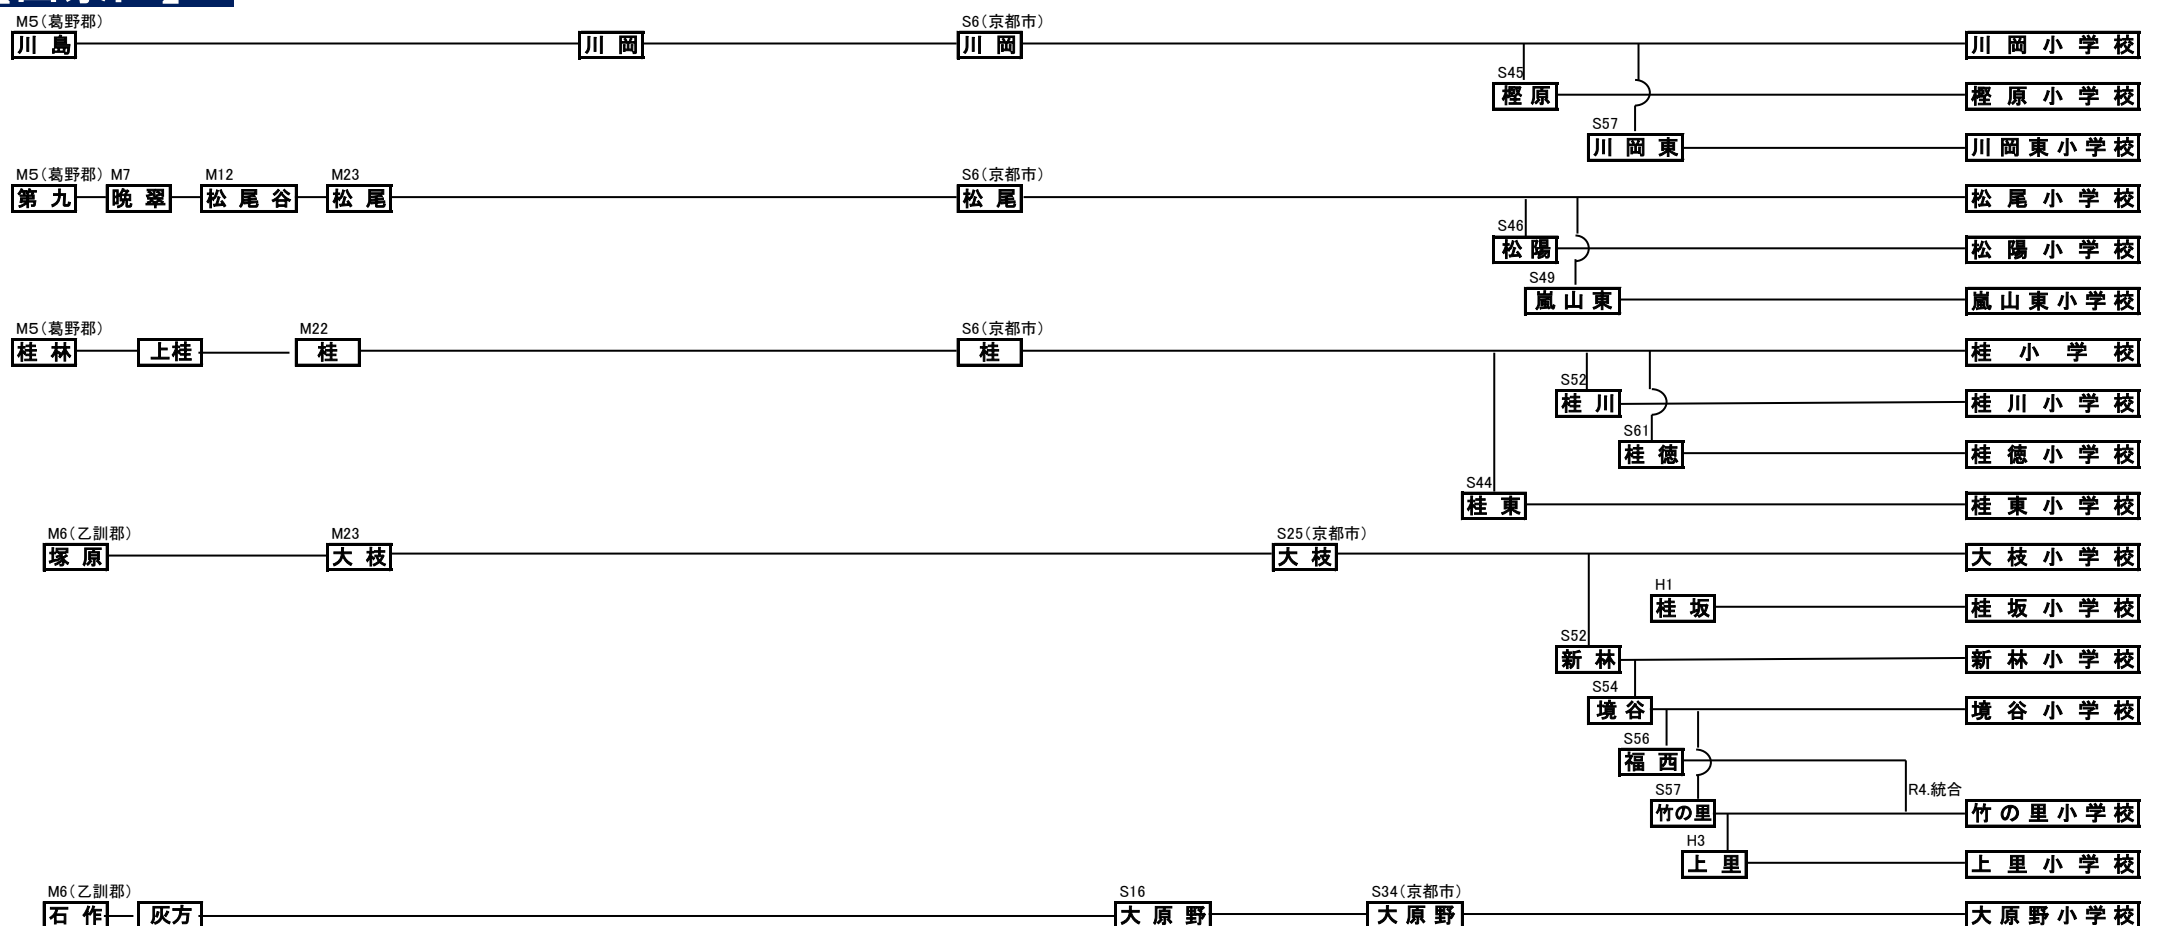 M5(葛野郡) S6(京都市)
川島 川岡 川岡 川岡小学校
S45
樫原 樫原小学校
S57
川岡東 川岡東小学校
M5(葛野郡) M7 M12 M23 S6(京都市)
第九 晩翠 松尾谷 松尾 松尾 松尾小学校
S46
松陽 松陽小学校
S49
嵐山東 嵐山東小学校
M5(葛野郡) M22 S6(京都市)
桂林 上桂 桂 桂 桂小学校
S52
桂川 桂川小学校
S61
桂徳 桂徳小学校
S44
桂東 桂東小学校
M6(乙訓郡) M23 S25(京都市)
塚原 大枝 大枝 大枝小学校
H1
桂坂 桂坂小学校
S52
新林 新林小学校
S54
境谷 境谷小学校
S56
福西
S57 R4.統合
竹の里 竹の里小学校
H3
上里 上里小学校
M6(乙訓郡) S16 S34(京都市)
石作 灰方 大原野 大原野 大原野小学校